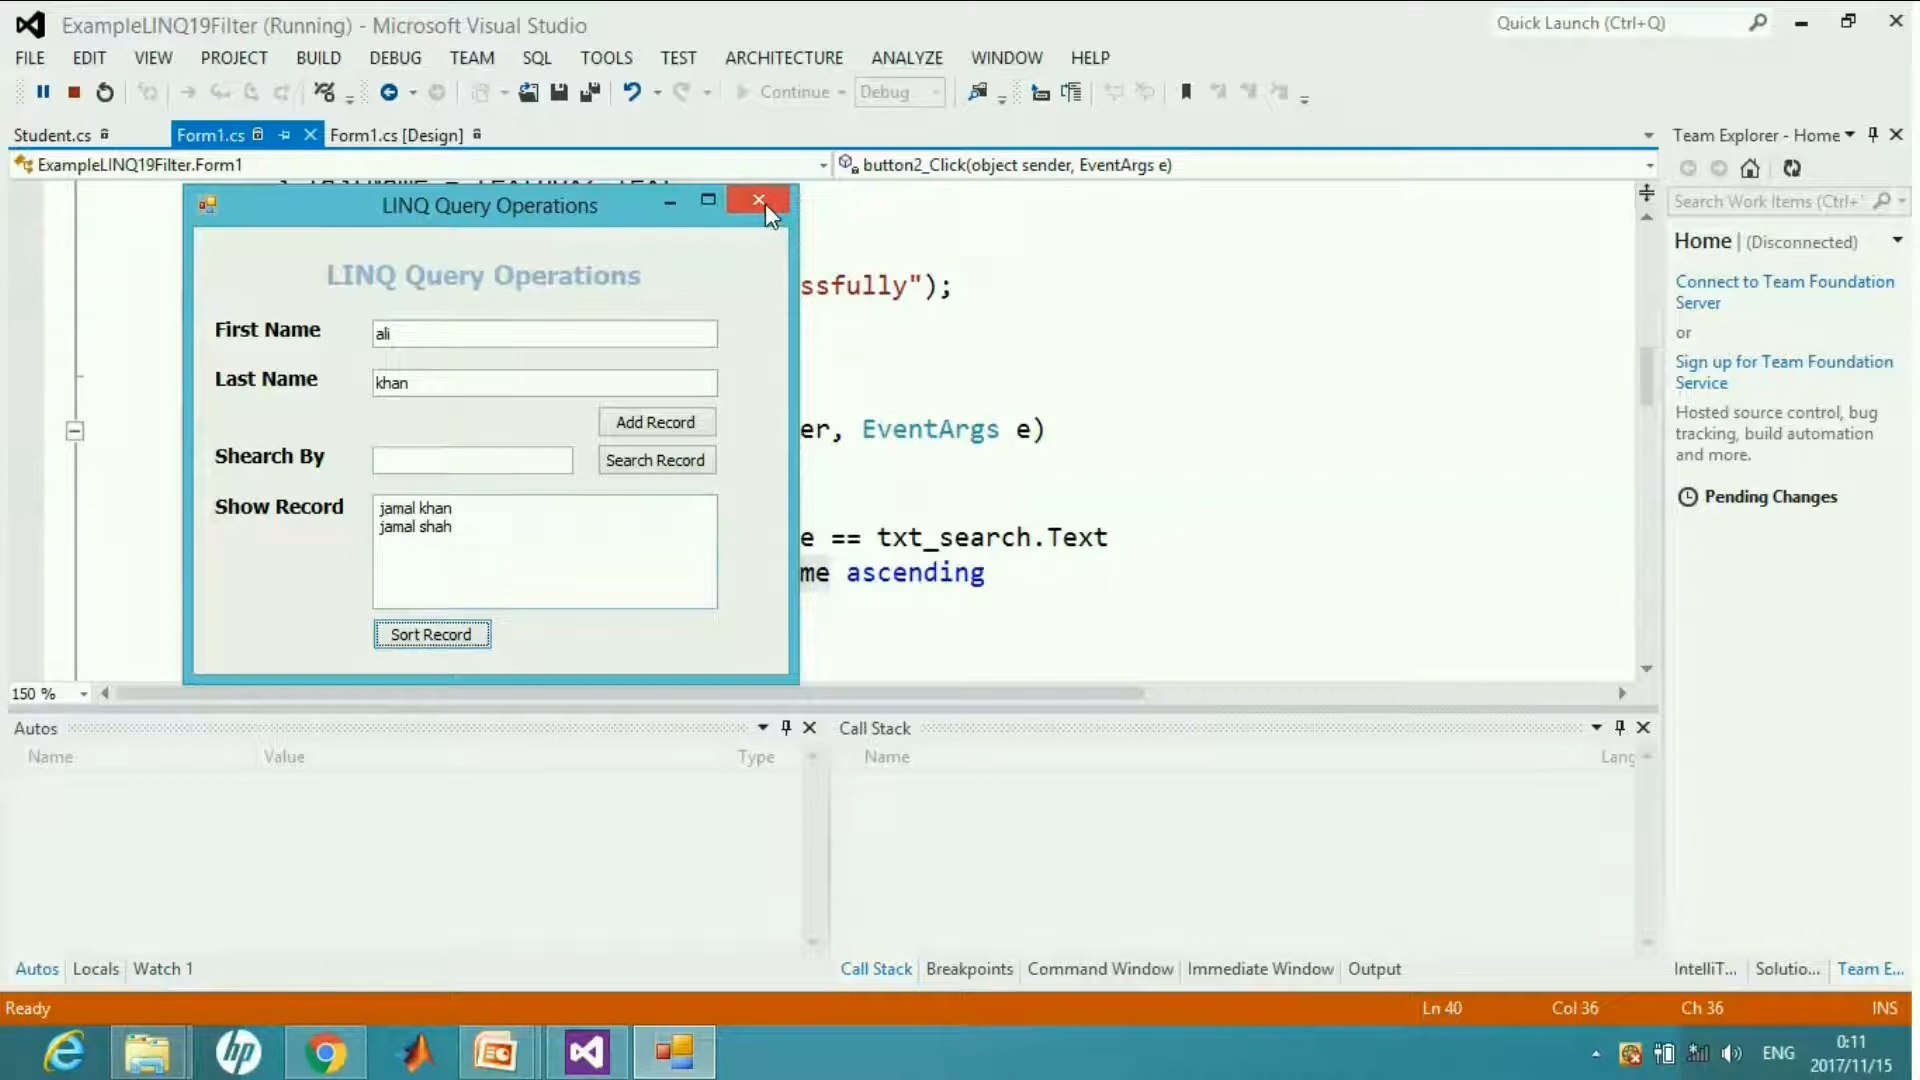 ExampleLINQ19Filter (Running) - Microsoft Visual Studio
Quick Launch (Ctrl+Q)
FILE EDIT VIEW PROJECT BUILD DEBUG TEAM SQL TOOLS TEST ARCHITECTURE ANALYZE WINDOW HELP
Continue Debug
Student.cs Form1.cs Form1.cs [Design]
Team Explorer - Home
ExampleLINQ19Filter.Form1
button2_Click(object sender, EventArgs e)
LINQ Query Operations
LINQ Query Operations
First Name ali
Last Name khan
Add Record
Shearch By
Search Record
Show Record
jamal khan
jamal shah
Sort Record
ssfully");
er, EventArgs e)
e == txt_search.Text
me ascending
Search Work Items (Ctrl+'
Home | (Disconnected)
Connect to Team Foundation
Server
or
Sign up for Team Foundation
Service
Hosted source control, bug
tracking, build automation
and more.
Pending Changes
150 %
Autos
Name Value Type
Call Stack
Name Lang
Autos Locals Watch 1
Call Stack Breakpoints Command Window Immediate Window Output
IntelliT... Solutio... Team E...
Ready
Ln 40 Col 36 Ch 36 INS
hp
ENG
0:11
2017/11/15